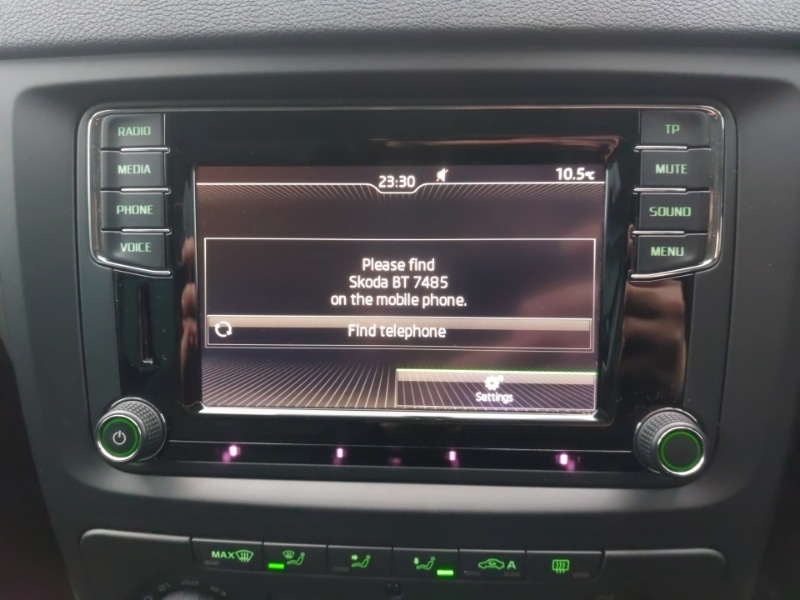 RADIO
MEDIA
PHONE
VOICE
23:30
10.5°C
Please find
Skoda BT 7485
on the mobile phone.
Find telephone
Settings
TP
MUTE
SOUND
MENU
MAX
A